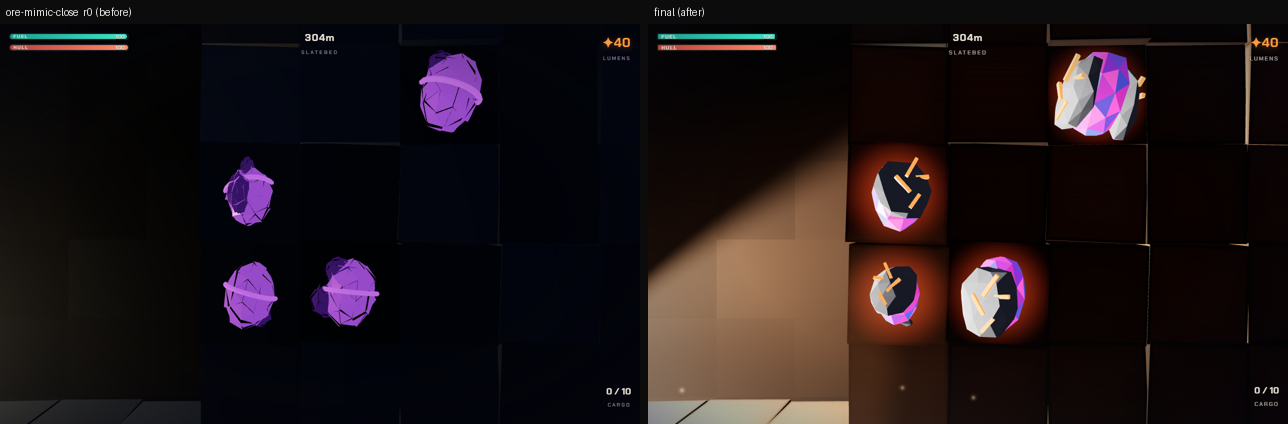 ore-mimic-close r0 (before)
FUEL 100
HULL 100
304m
SLATEBED
✦40
LUMENS
0 / 10
CARGO
final (after)
FUEL 100
HULL 100
304m
SLATEBED
✦40
LUMENS
0 / 10
CARGO